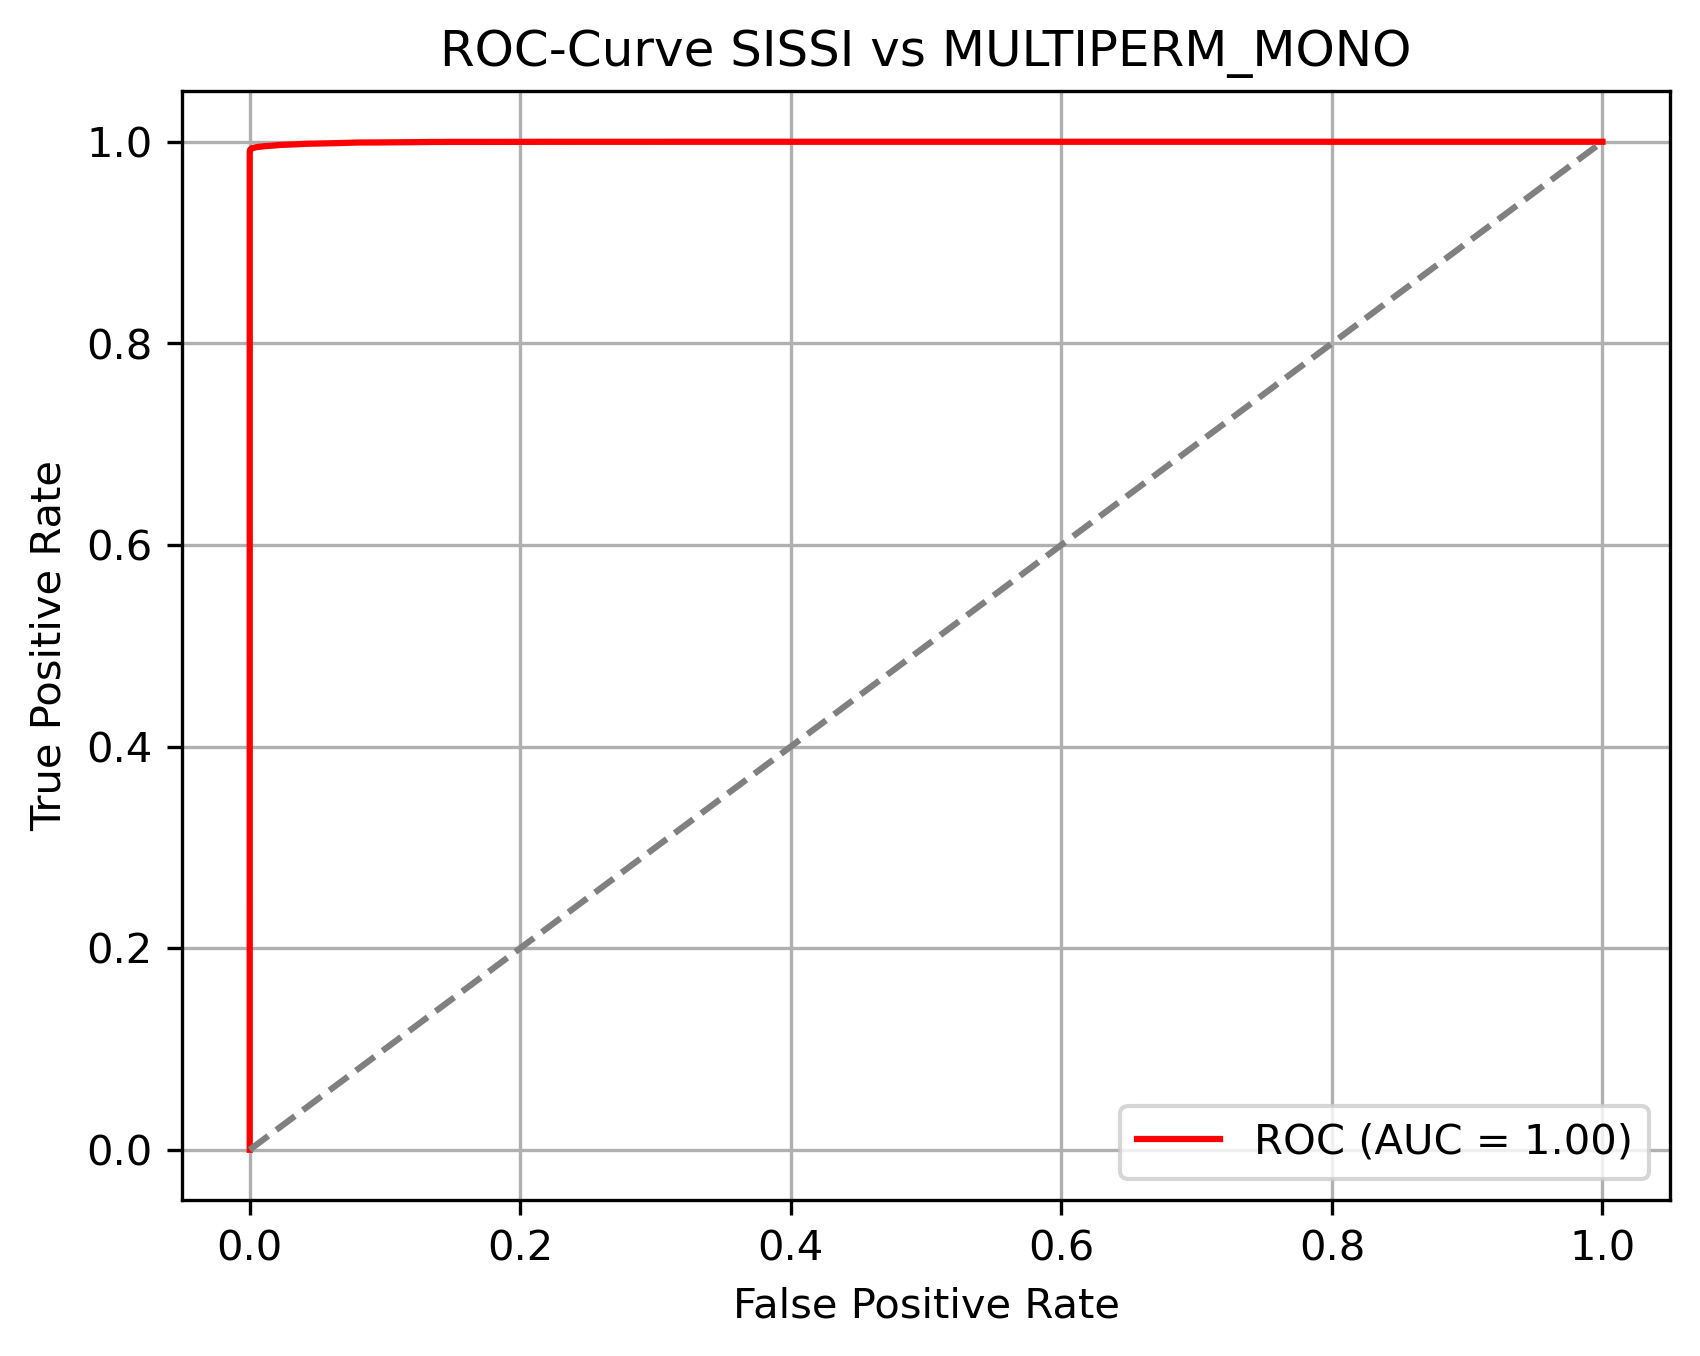 ROC-Curve SISSI vs MULTIPERM_MONO
True Positive Rate
1.0
0.8
0.6
0.4
0.2
0.0
ROC (AUC = 1.00)
0.0 0.2 0.4 0.6 0.8 1.0
False Positive Rate